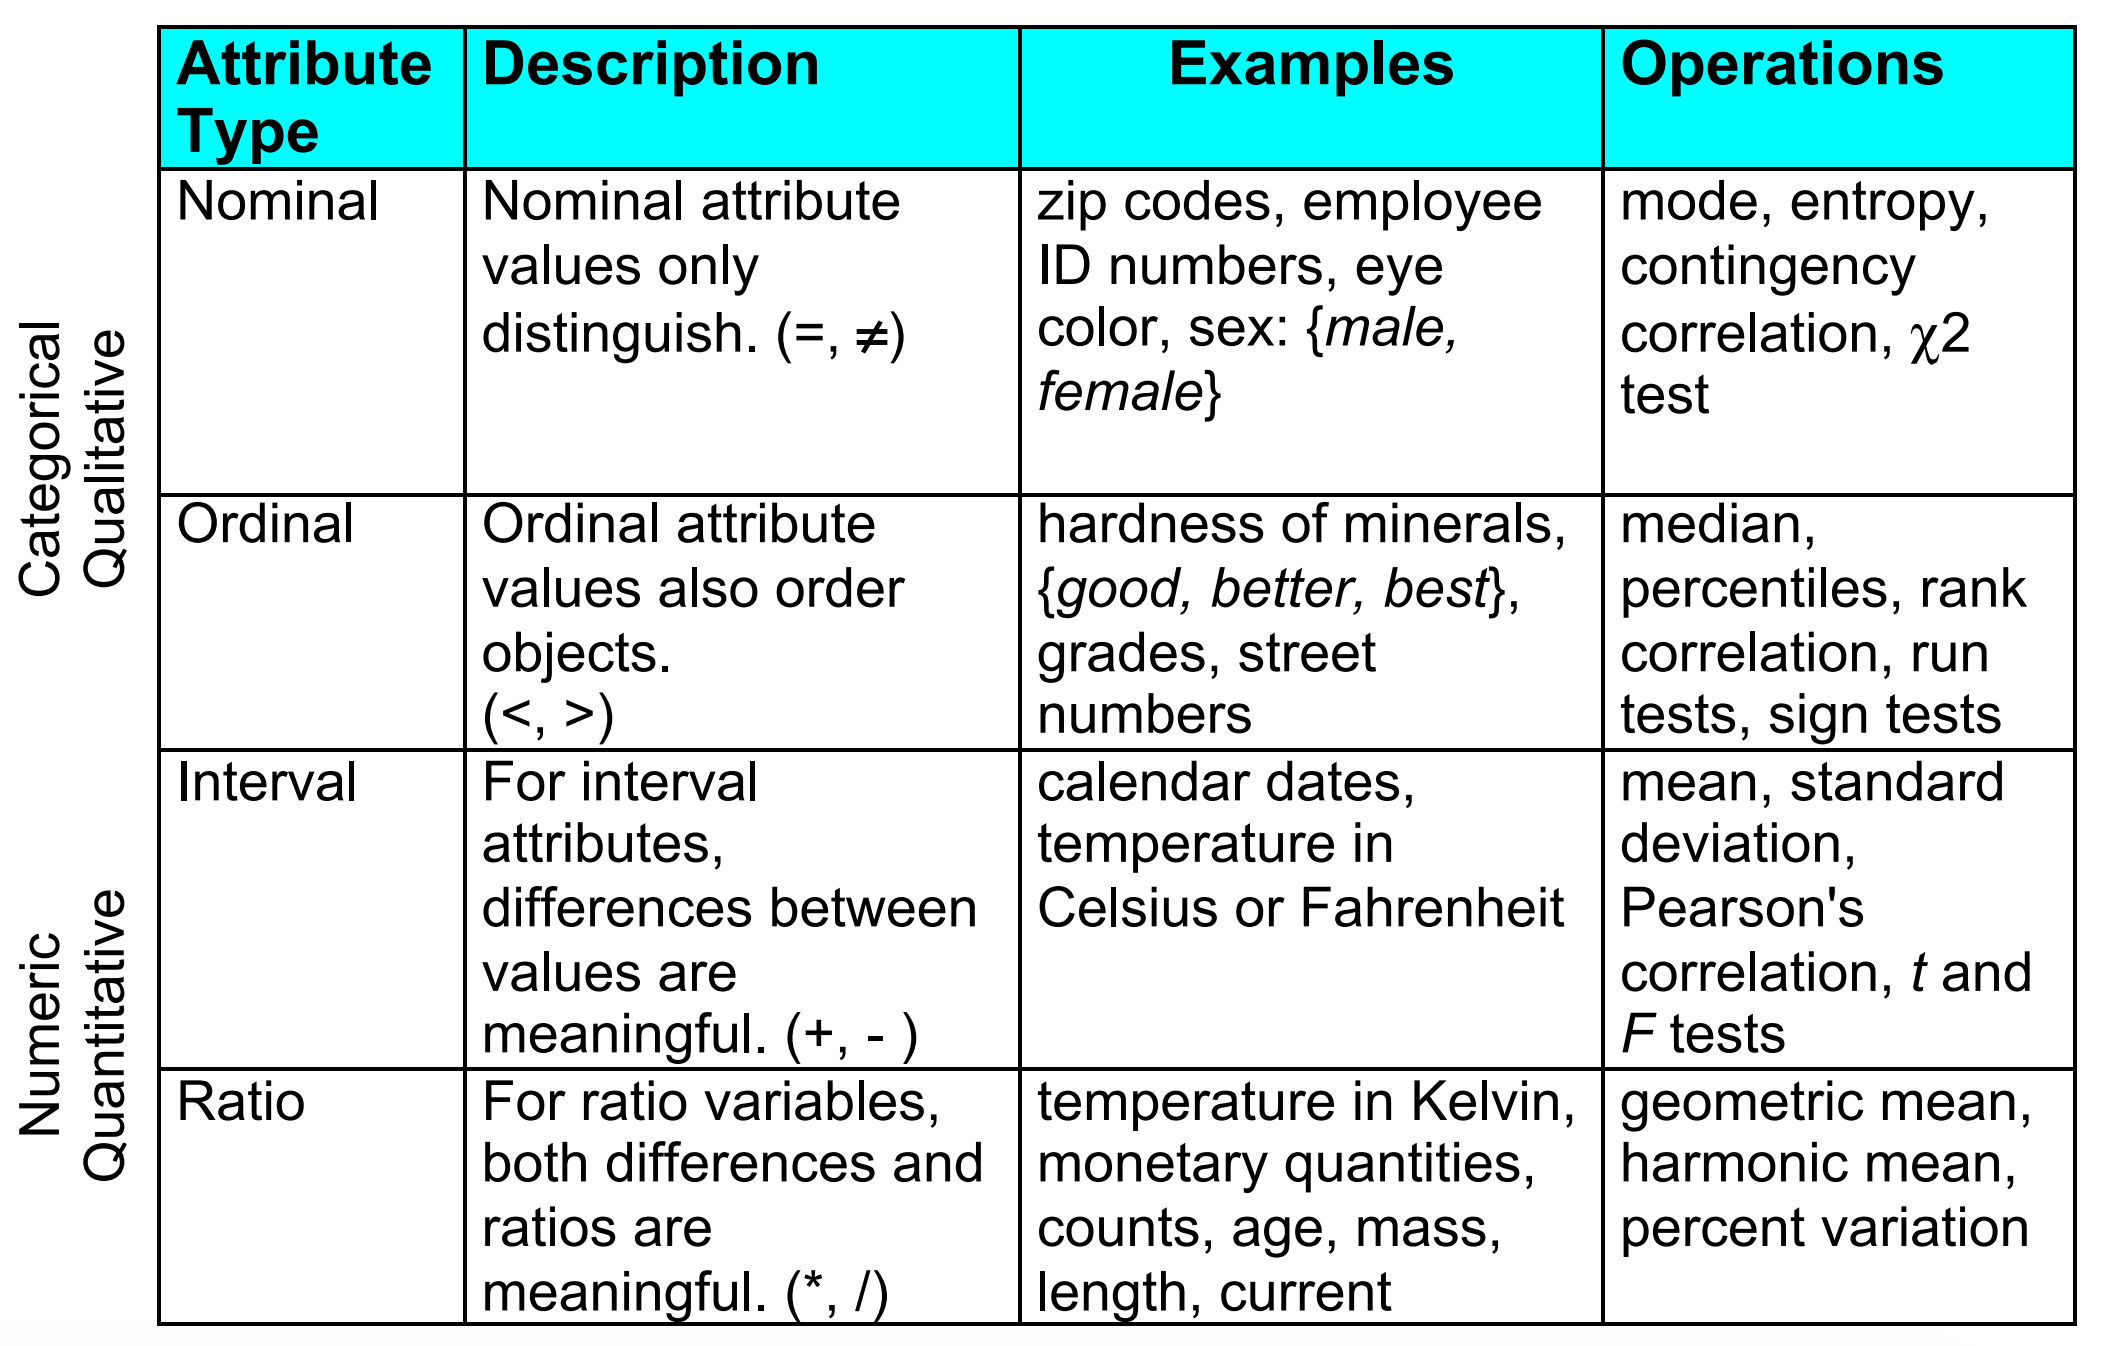 Attribute
Type
Description
Examples
Operations
Categorical
Qualitative
Nominal
Nominal attribute
values only
distinguish. (=, ≠)
zip codes, employee
ID numbers, eye
color, sex: {male,
female}
mode, entropy,
contingency
correlation, χ2
test
Ordinal
Ordinal attribute
values also order
objects.
(<, >)
hardness of minerals,
{good, better, best},
grades, street
numbers
median,
percentiles, rank
correlation, run
tests, sign tests
Numeric
Quantitative
Interval
For interval
attributes,
differences between
values are
meaningful. (+, - )
calendar dates,
temperature in
Celsius or Fahrenheit
mean, standard
deviation,
Pearson's
correlation, t and
F tests
Ratio
For ratio variables,
both differences and
ratios are
meaningful. (*, /)
temperature in Kelvin,
monetary quantities,
counts, age, mass,
length, current
geometric mean,
harmonic mean,
percent variation